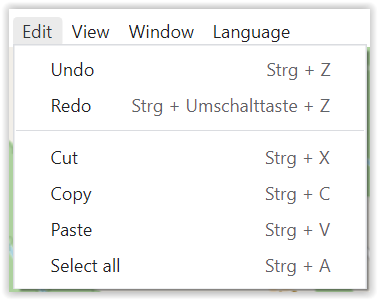 Edit View Window Language
Undo Strg + Z
Redo Strg + Umschalttaste + Z
Cut Strg + X
Copy Strg + C
Paste Strg + V
Select all Strg + A